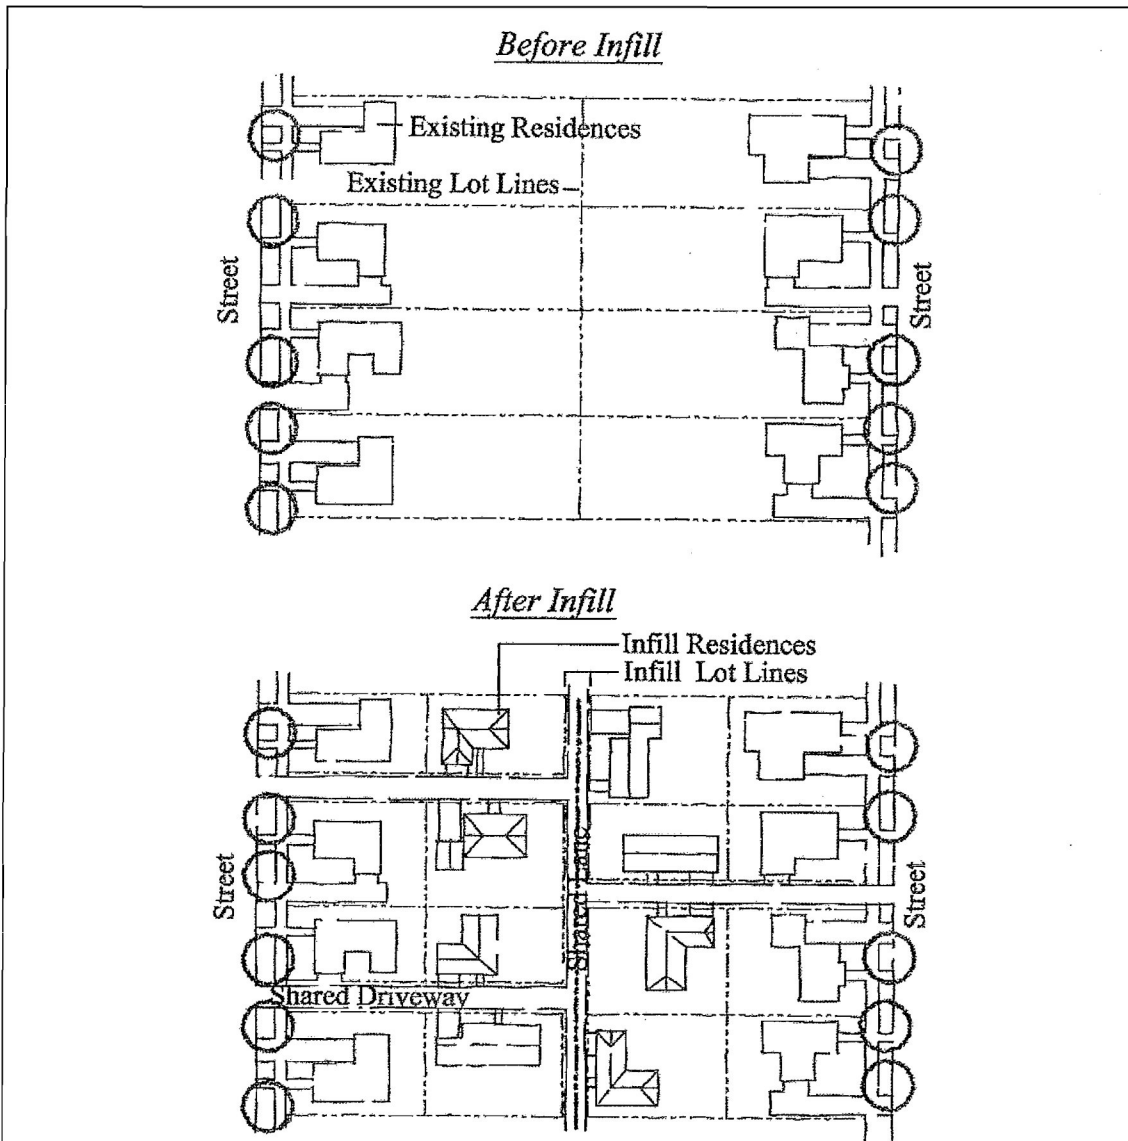 Before Infill
Existing Residences
Existing Lot Lines
Street
Street
After Infill
Infill Residences
Infill Lot Lines
Street
Shared Lane
Street
Shared Driveway